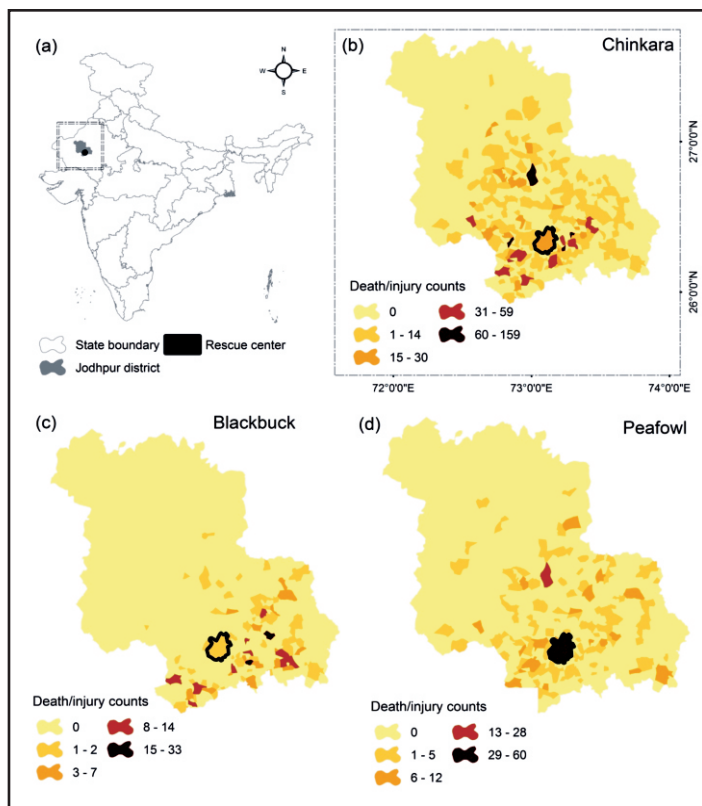 (a)
N
W E
S
State boundary
Rescue center
Jodhpur district
(b)
Chinkara
27°0'0"N
26°0'0"N
Death/injury counts
0
31 - 59
1 - 14
60 - 159
15 - 30
72°0'0"E
73°0'0"E
74°0'0"E
(c)
Blackbuck
Death/injury counts
0
8 - 14
1 - 2
15 - 33
3 - 7
(d)
Peafowl
Death/injury counts
0
13 - 28
1 - 5
29 - 60
6 - 12